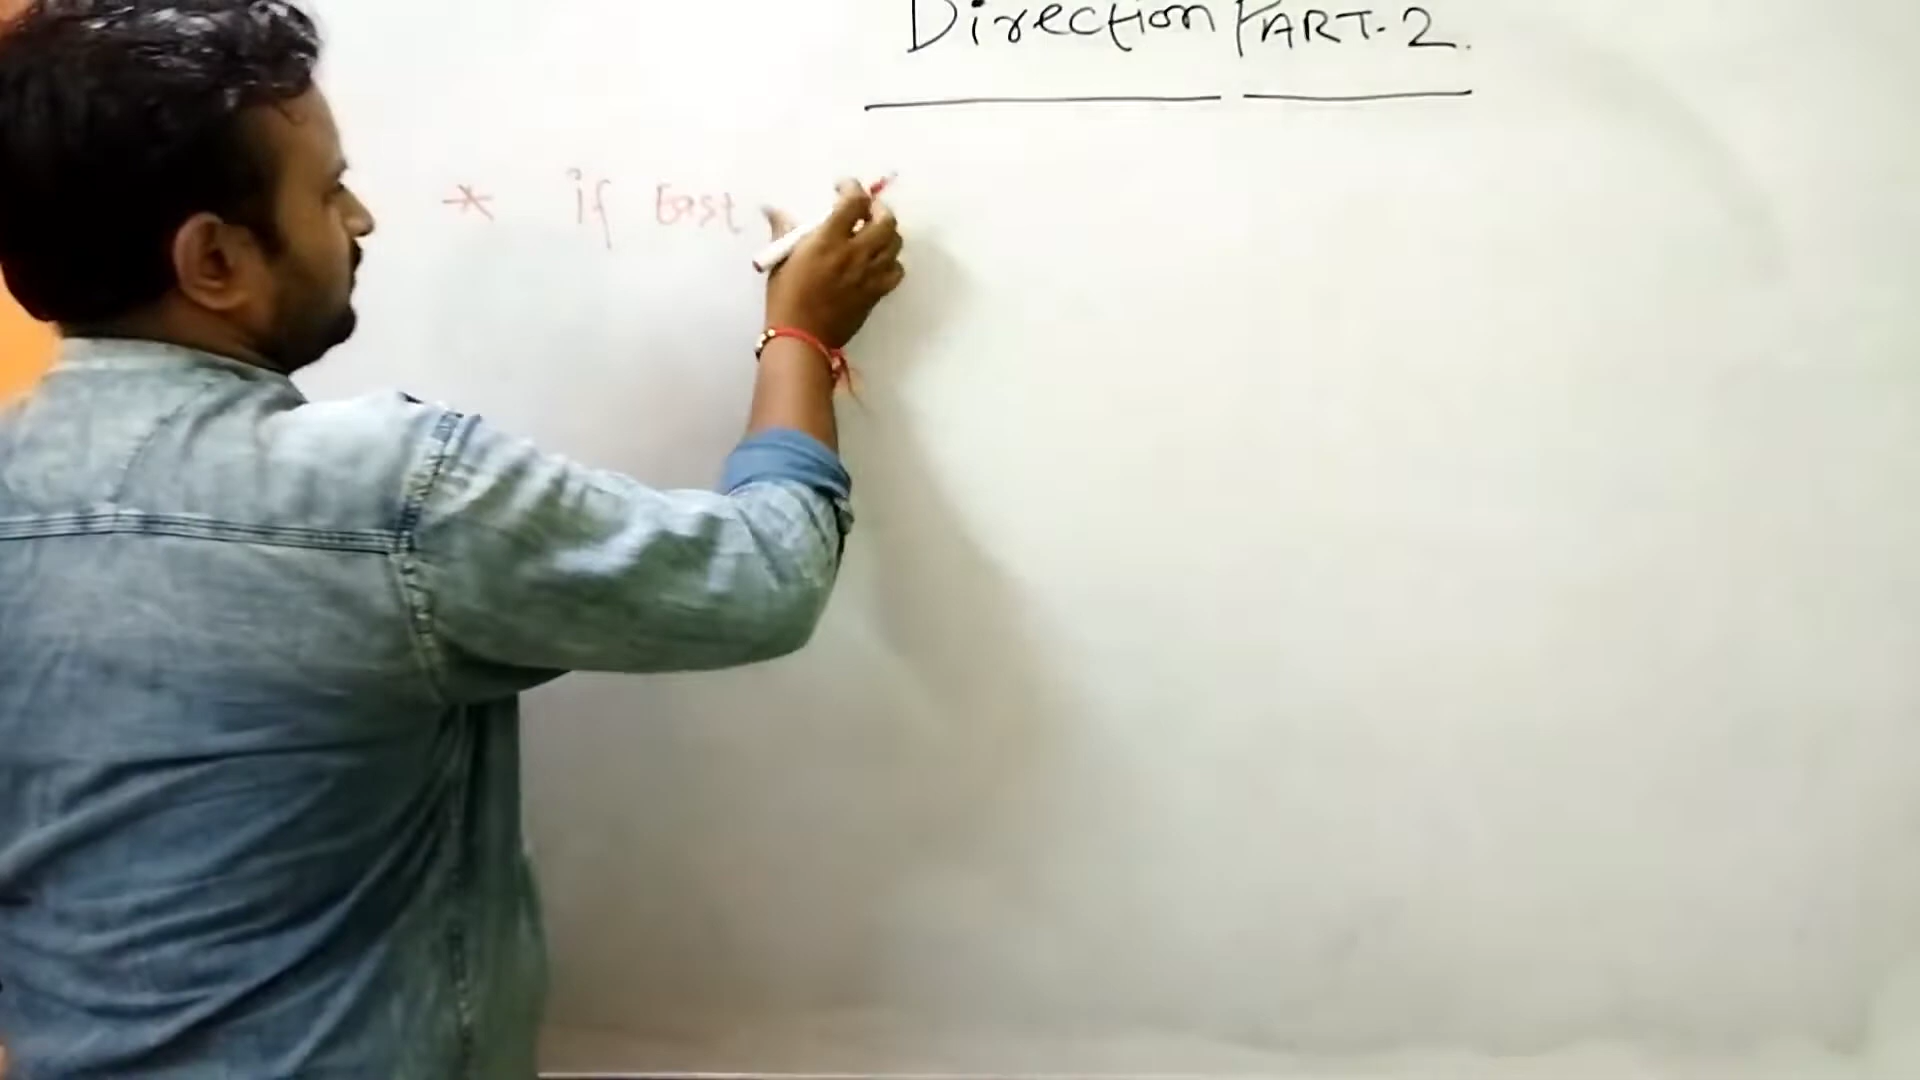 Direction PART-2.
* if East